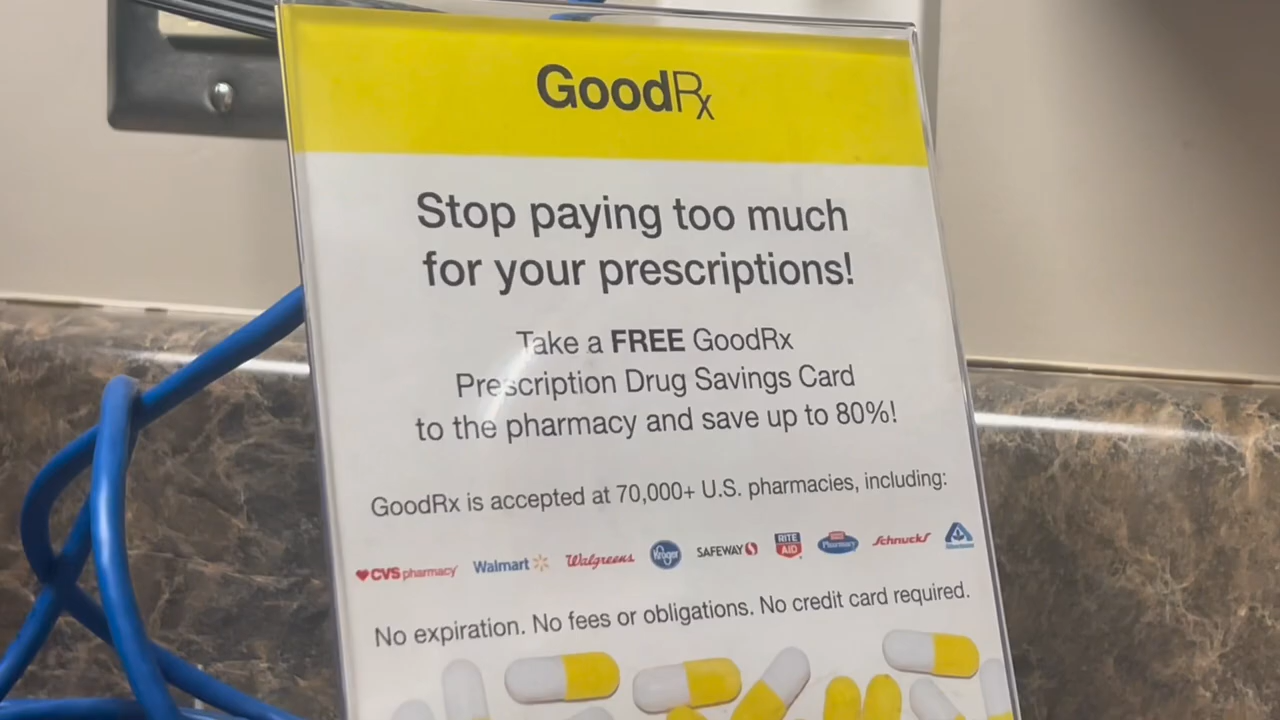 GoodRx
Stop paying too much
for your prescriptions!
Take a FREE GoodRx
Prescription Drug Savings Card
to the pharmacy and save up to 80%!
GoodRx is accepted at 70,000+ U.S. pharmacies, including:
CVS pharmacy Walmart Walgreens Kroger SAFEWAY RITE AID Pharmacy Schnucks
No expiration. No fees or obligations. No credit card required.